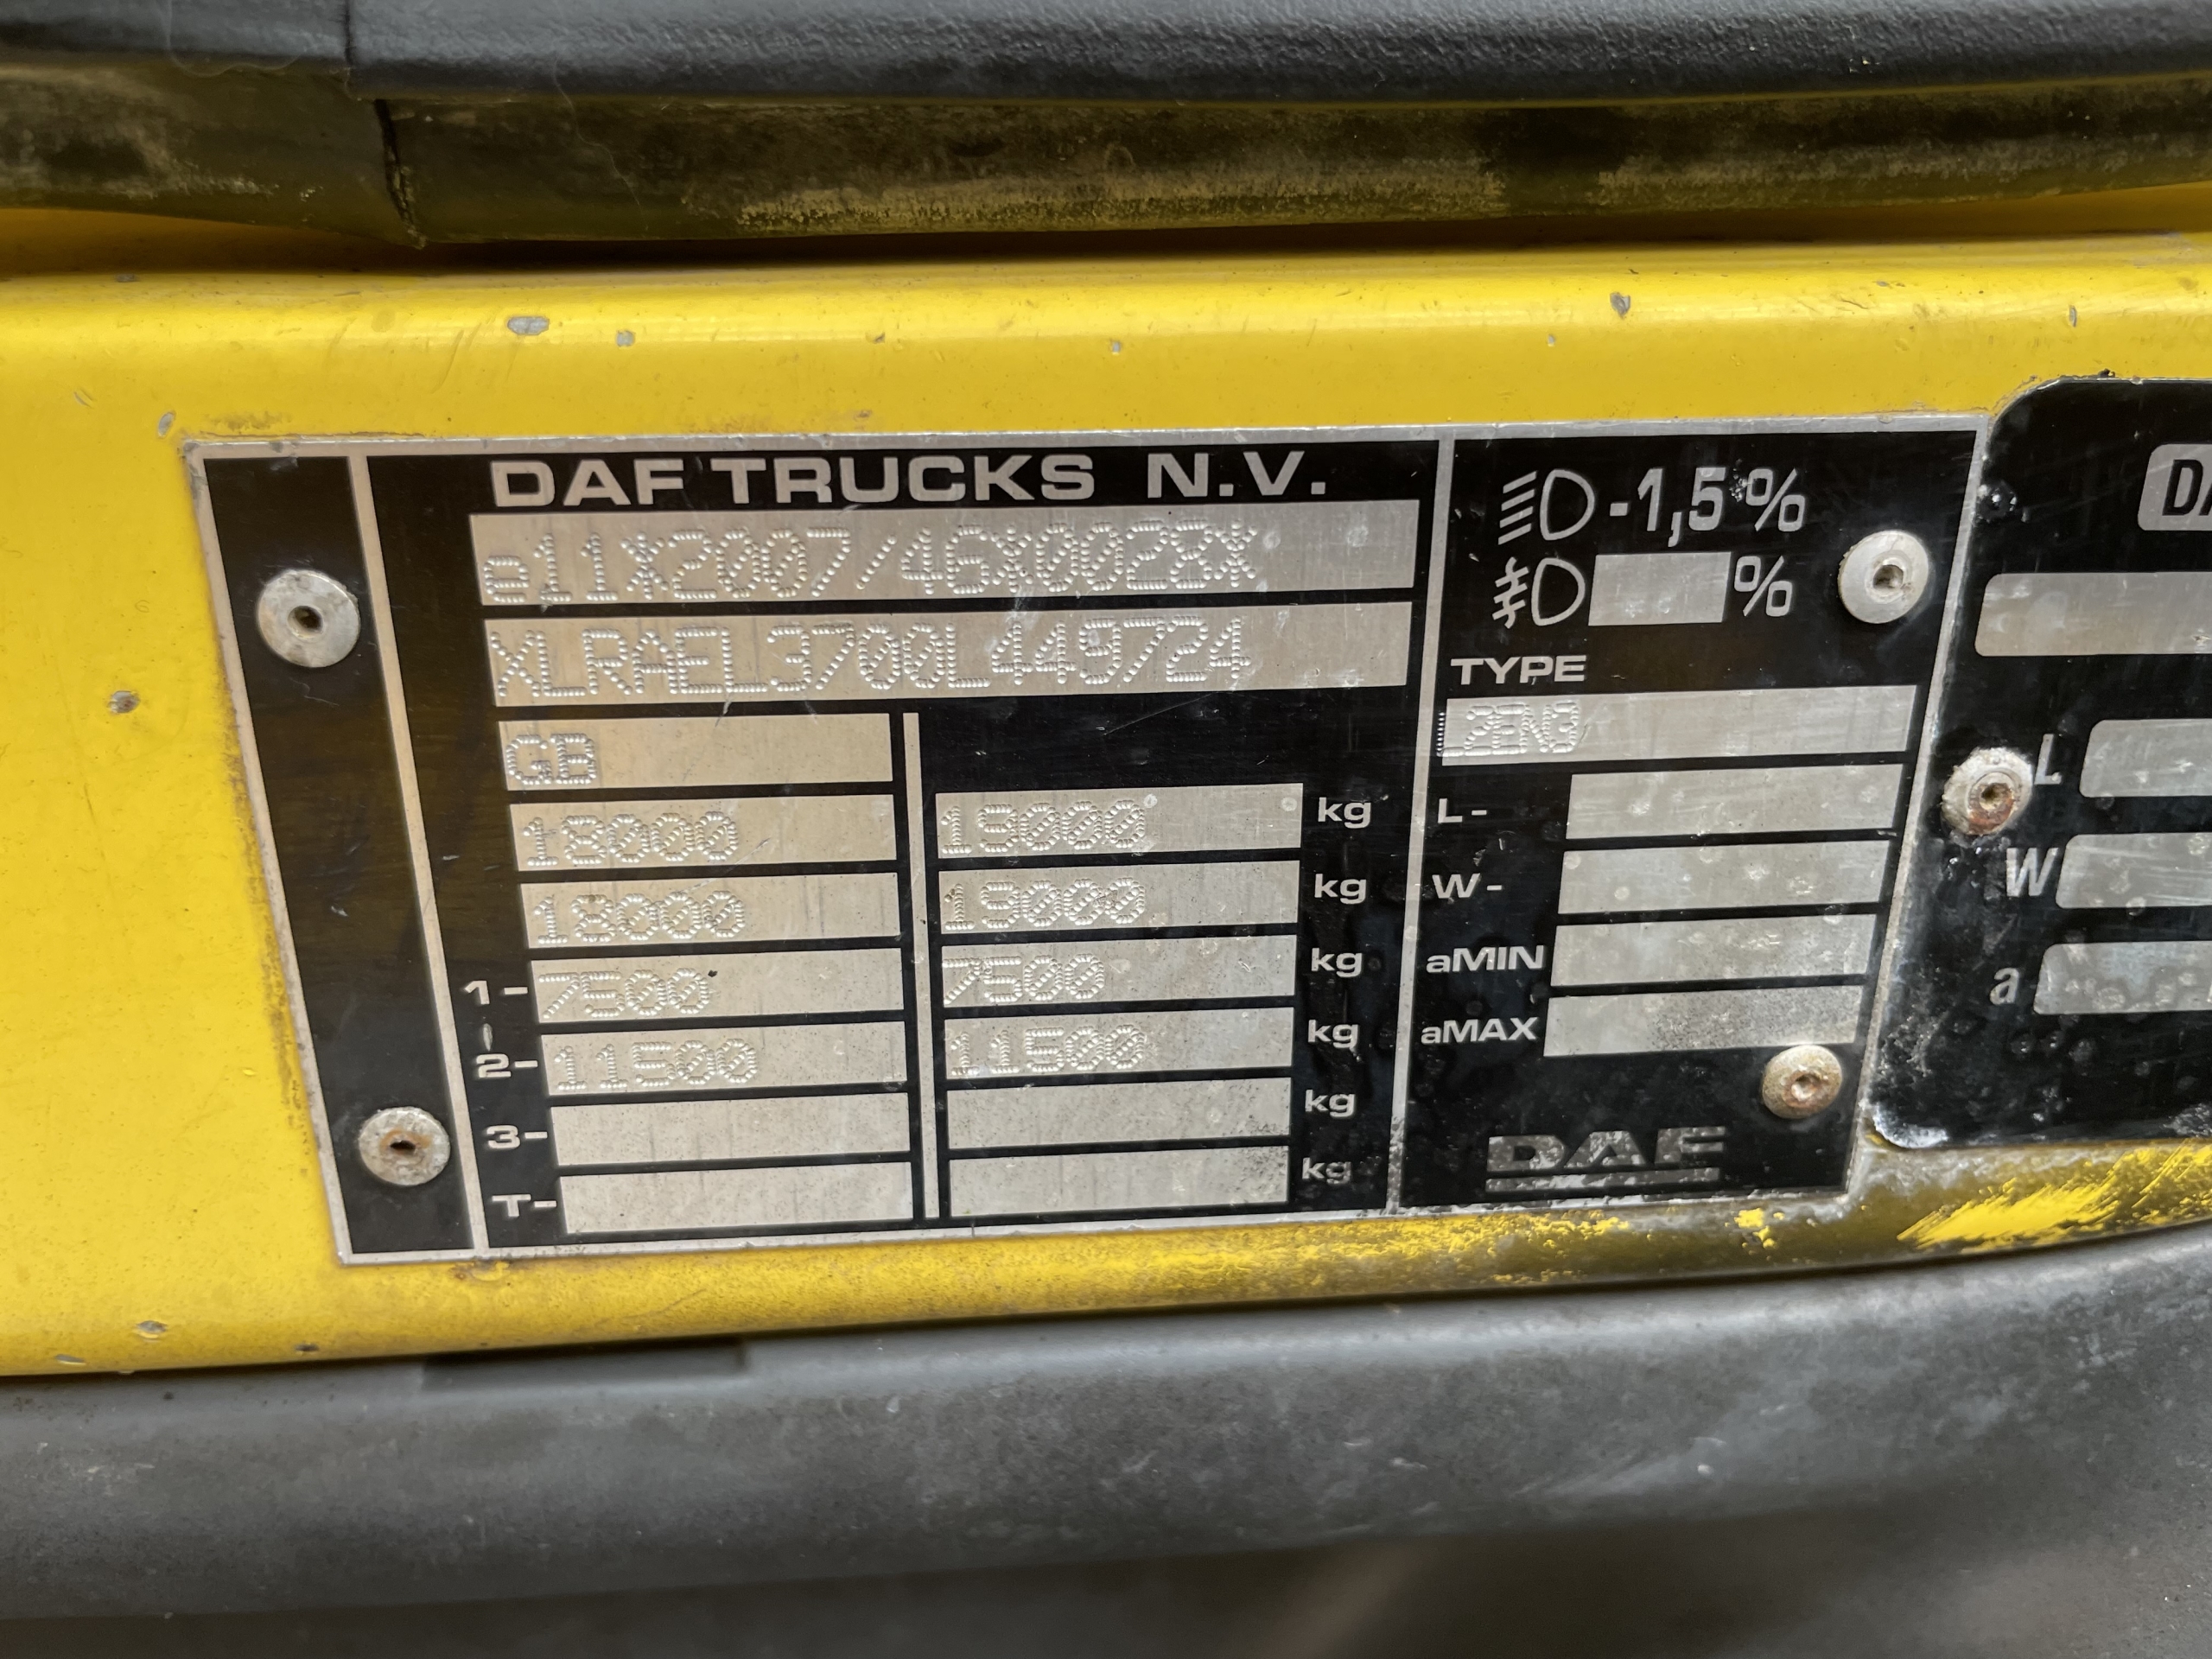 DAF TRUCKS N.V.
e11*2007/46*0028*
XLRAEL3700L449724
GB
18000 19000 kg
18000 19000 kg
1- 7500 7500 kg
2- 11500 11500 kg
3- kg
T- kg
-1,5%
%
TYPE
L2EN3
L-
W-
aMIN
aMAX
DAF
L
W
a